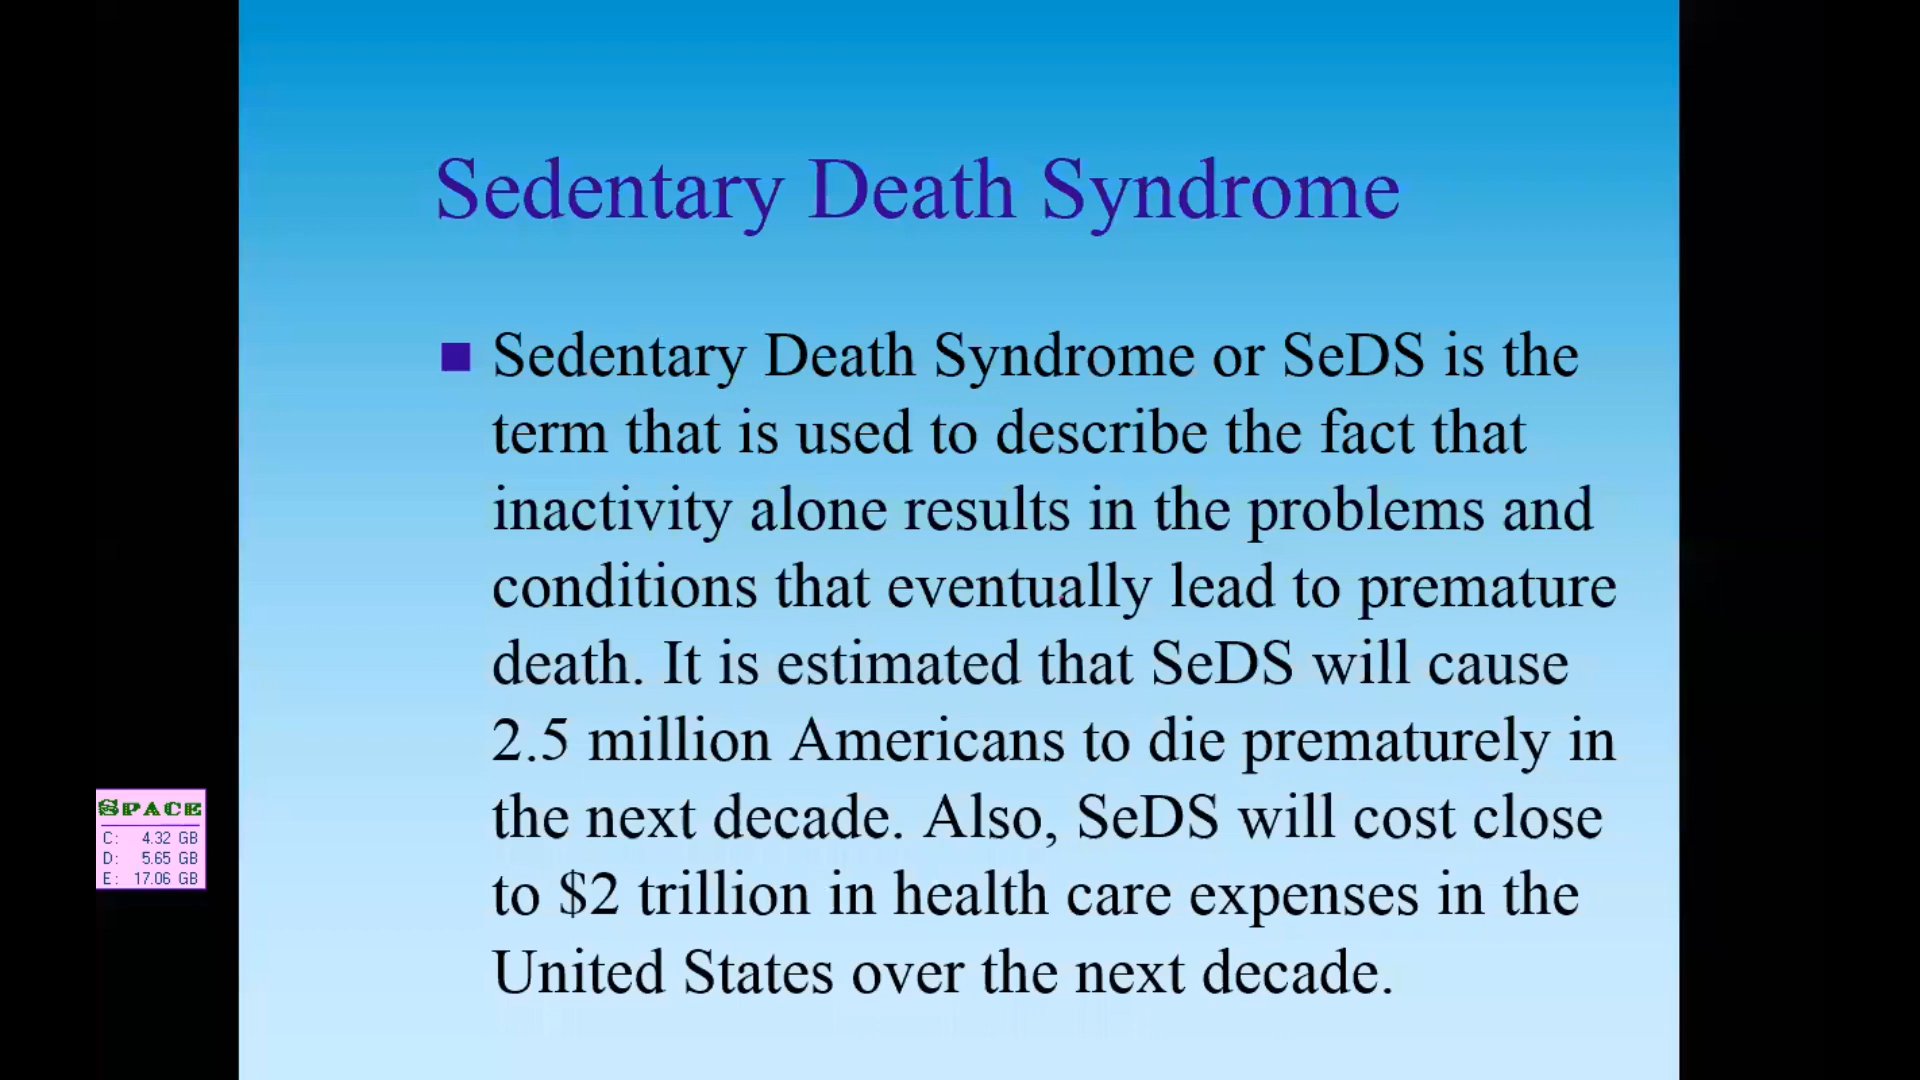 Sedentary Death Syndrome
Sedentary Death Syndrome or SeDS is the
term that is used to describe the fact that
inactivity alone results in the problems and
conditions that eventually lead to premature
death. It is estimated that SeDS will cause
2.5 million Americans to die prematurely in
the next decade. Also, SeDS will cost close
to $2 trillion in health care expenses in the
United States over the next decade.
SPACE
C: 4.32 GB
D: 5.65 GB
E: 17.06 GB